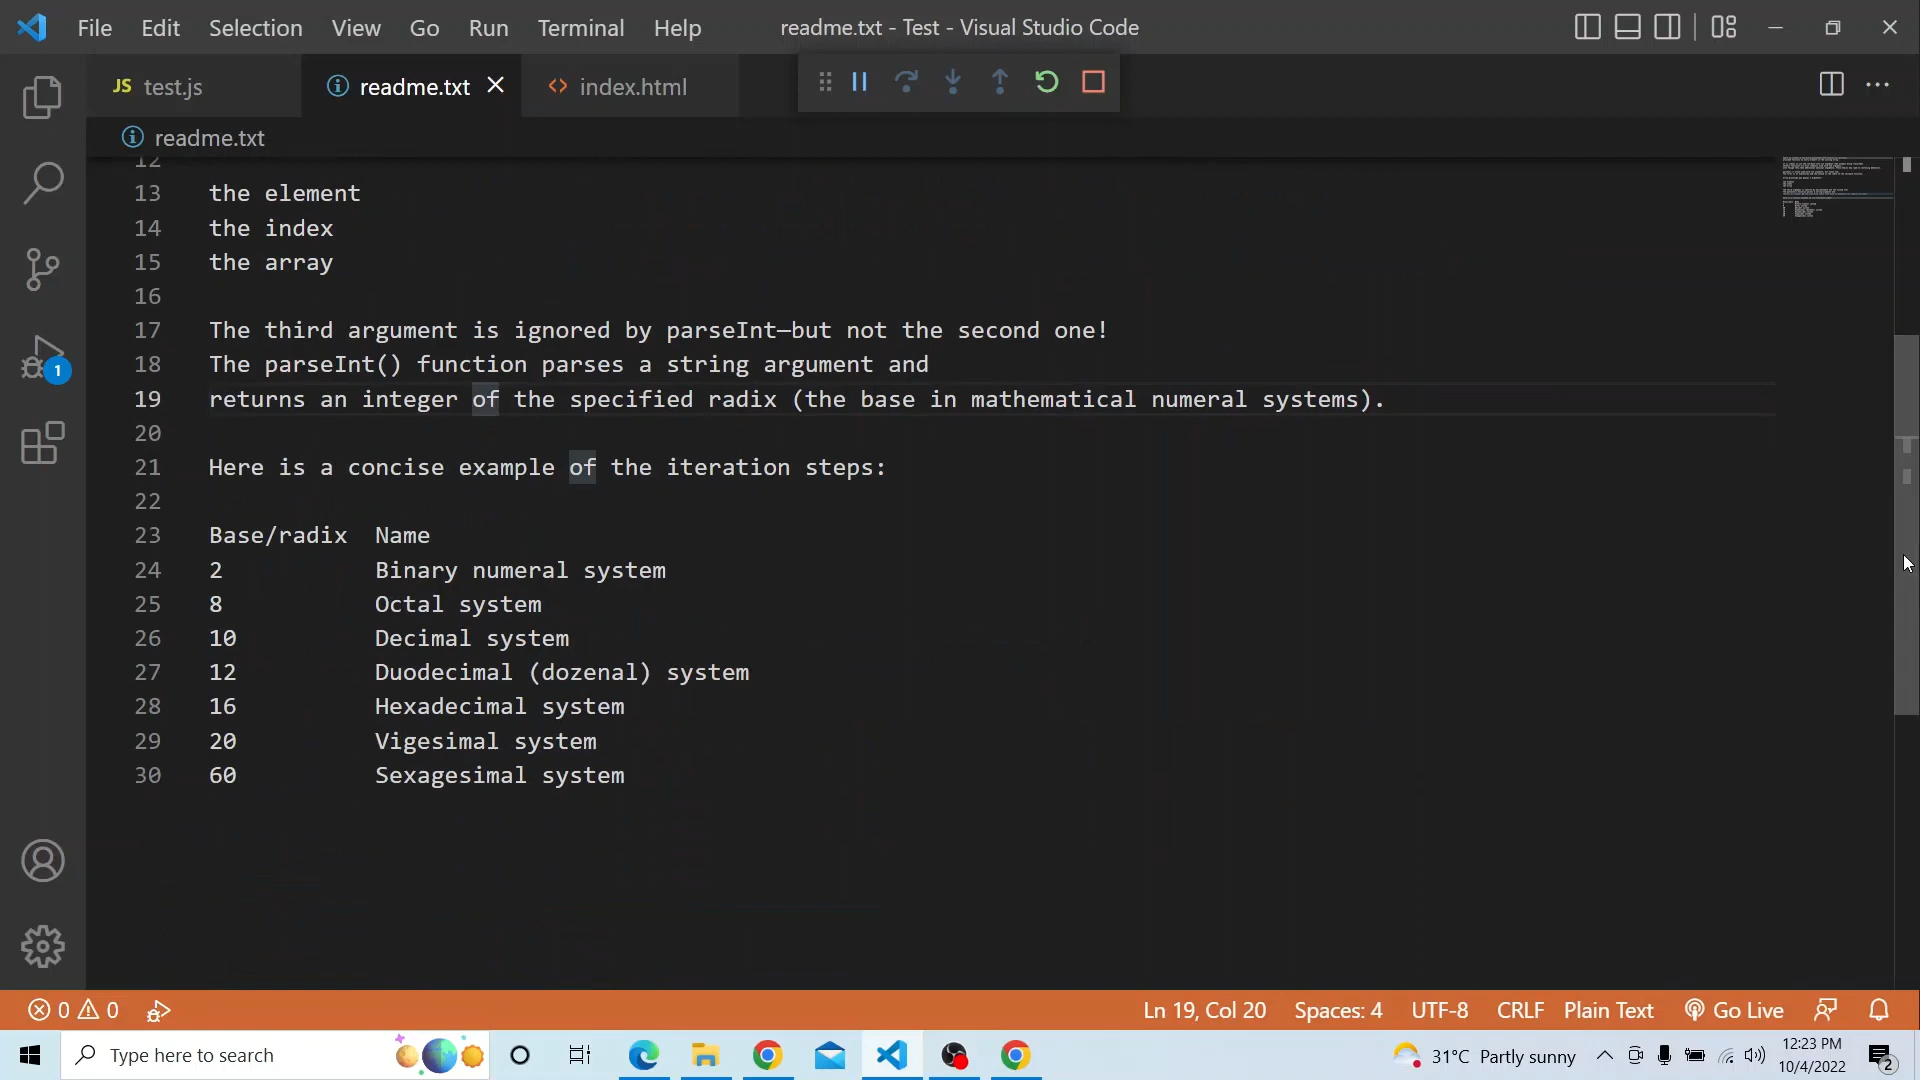 File Edit Selection View Go Run Terminal Help
readme.txt - Test - Visual Studio Code
JS test.js
readme.txt
index.html
readme.txt
12
13 the element
14 the index
15 the array
16
17 The third argument is ignored by parseInt—but not the second one!
18 The parseInt() function parses a string argument and
19 returns an integer of the specified radix (the base in mathematical numeral systems).
20
21 Here is a concise example of the iteration steps:
22
23 Base/radix Name
24 2 Binary numeral system
25 8 Octal system
26 10 Decimal system
27 12 Duodecimal (dozenal) system
28 16 Hexadecimal system
29 20 Vigesimal system
30 60 Sexagesimal system
1
0 0
Ln 19, Col 20 Spaces: 4 UTF-8 CRLF Plain Text Go Live
Type here to search
31°C Partly sunny
12:23 PM
10/4/2022
2